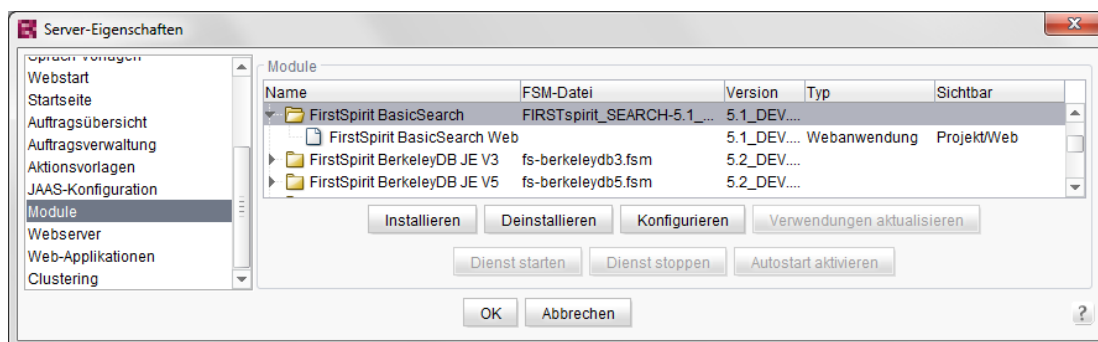 Server-Eigenschaften
Sprach-Vorlagen
Webstart
Startseite
Auftragsübersicht
Auftragsverwaltung
Aktionsvorlagen
JAAS-Konfiguration
Module
Webserver
Web-Applikationen
Clustering
Module
Name FSM-Datei Version Typ Sichtbar
FirstSpirit BasicSearch FIRSTspirit_SEARCH-5.1_... 5.1_DEV....
FirstSpirit BasicSearch Web 5.1_DEV.... Webanwendung Projekt/Web
FirstSpirit BerkeleyDB JE V3 fs-berkeleydb3.fsm 5.2_DEV....
FirstSpirit BerkeleyDB JE V5 fs-berkeleydb5.fsm 5.2_DEV....
Installieren Deinstallieren Konfigurieren Verwendungen aktualisieren
Dienst starten Dienst stoppen Autostart aktivieren
OK Abbrechen
?